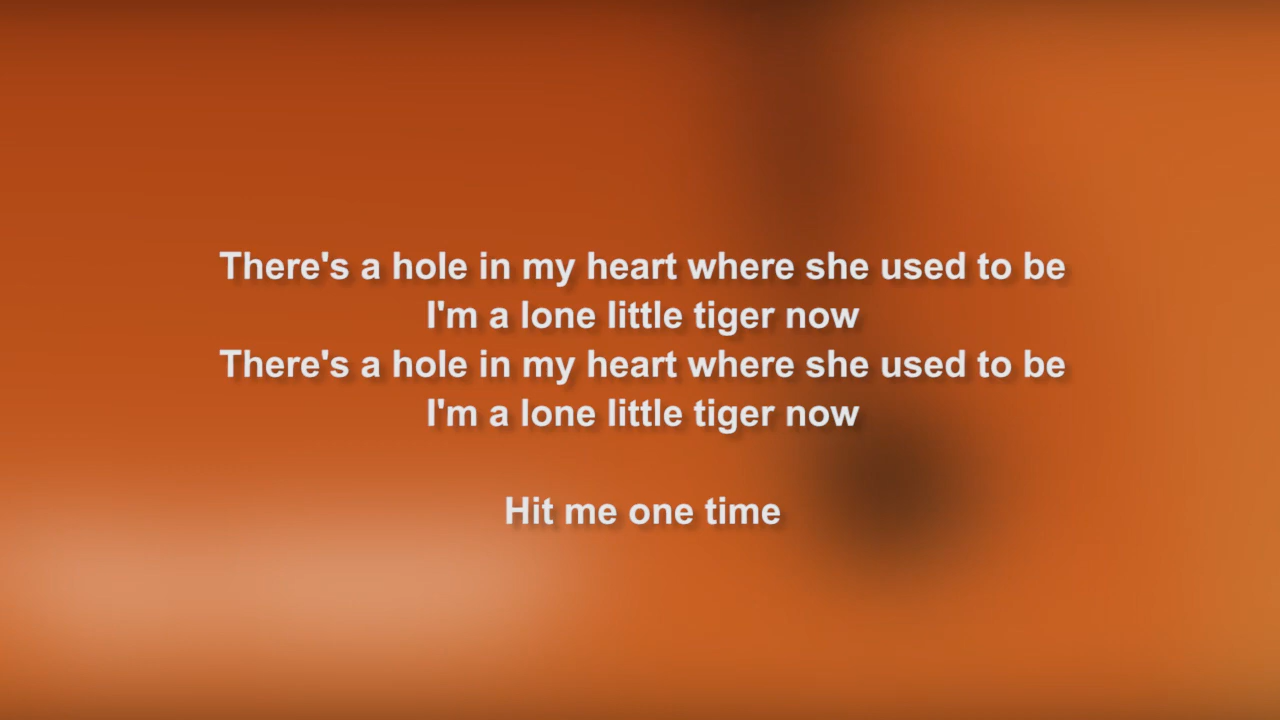 There's a hole in my heart where she used to be
I'm a lone little tiger now
There's a hole in my heart where she used to be
I'm a lone little tiger now
Hit me one time